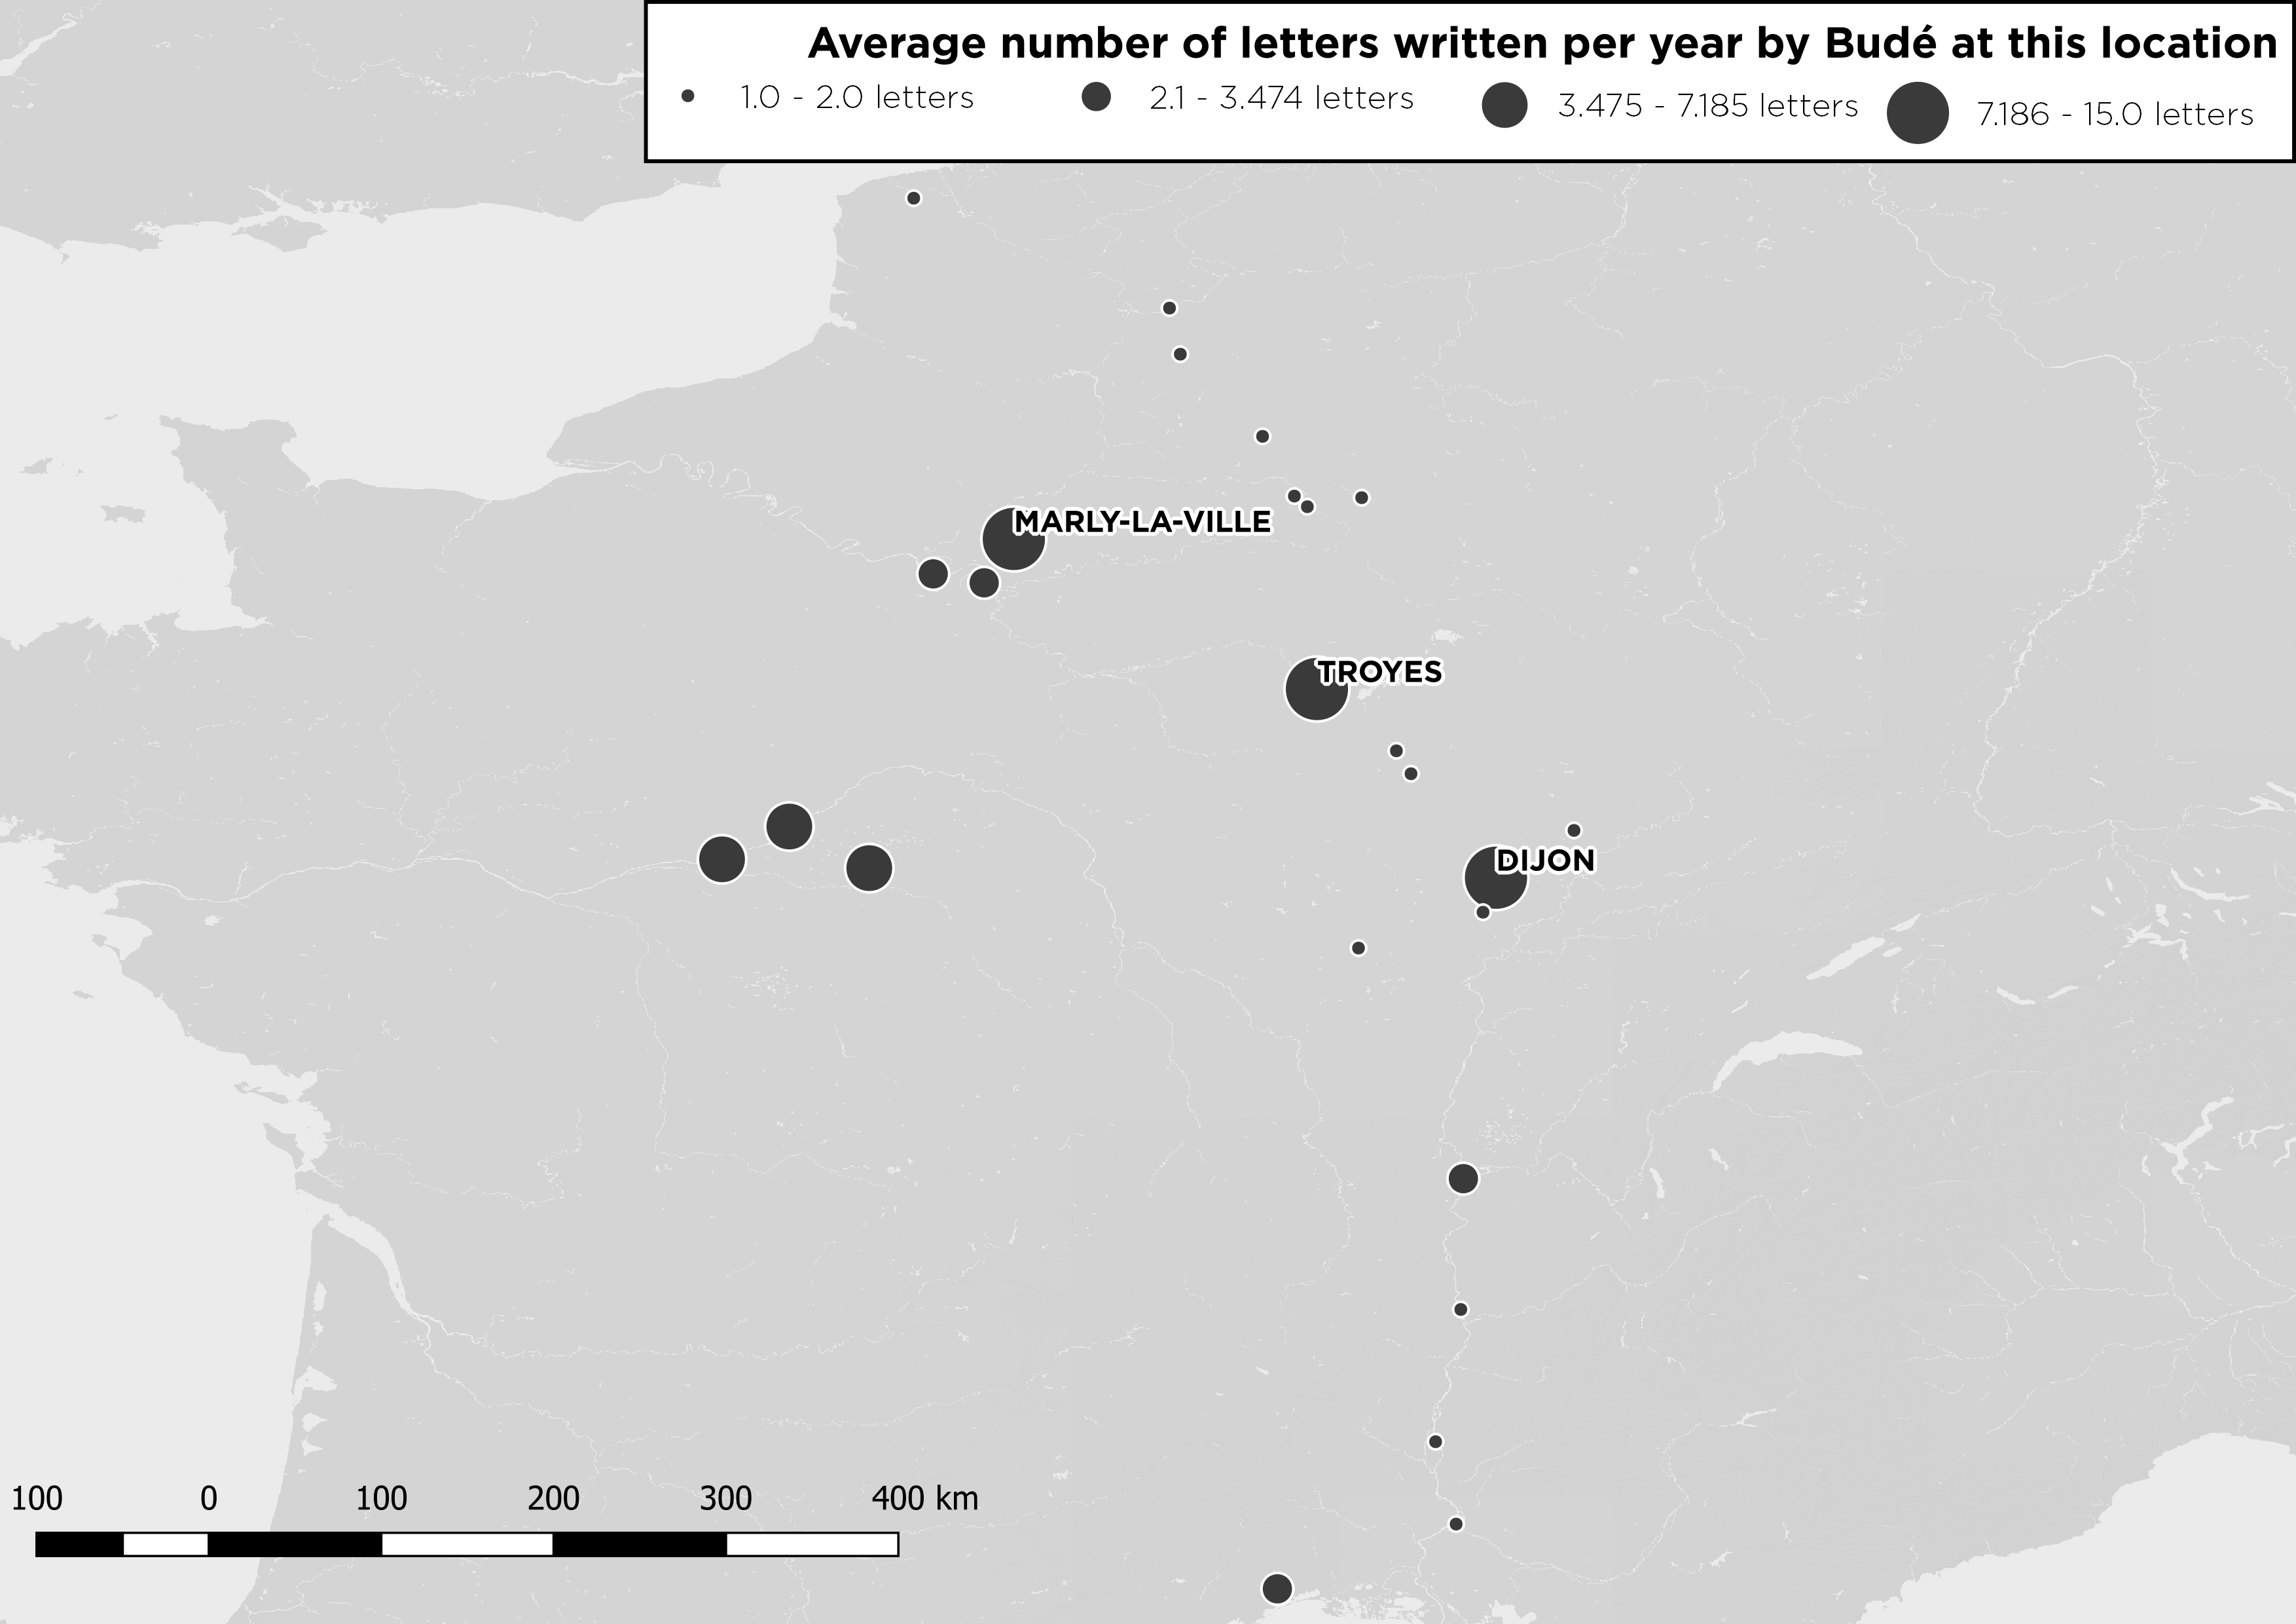 Average number of letters written per year by Budé at this location
1.0 - 2.0 letters 2.1 - 3.474 letters 3.475 - 7.185 letters 7.186 - 15.0 letters
MARLY-LA-VILLE
TROYES
DIJON
100 0 100 200 300 400 km